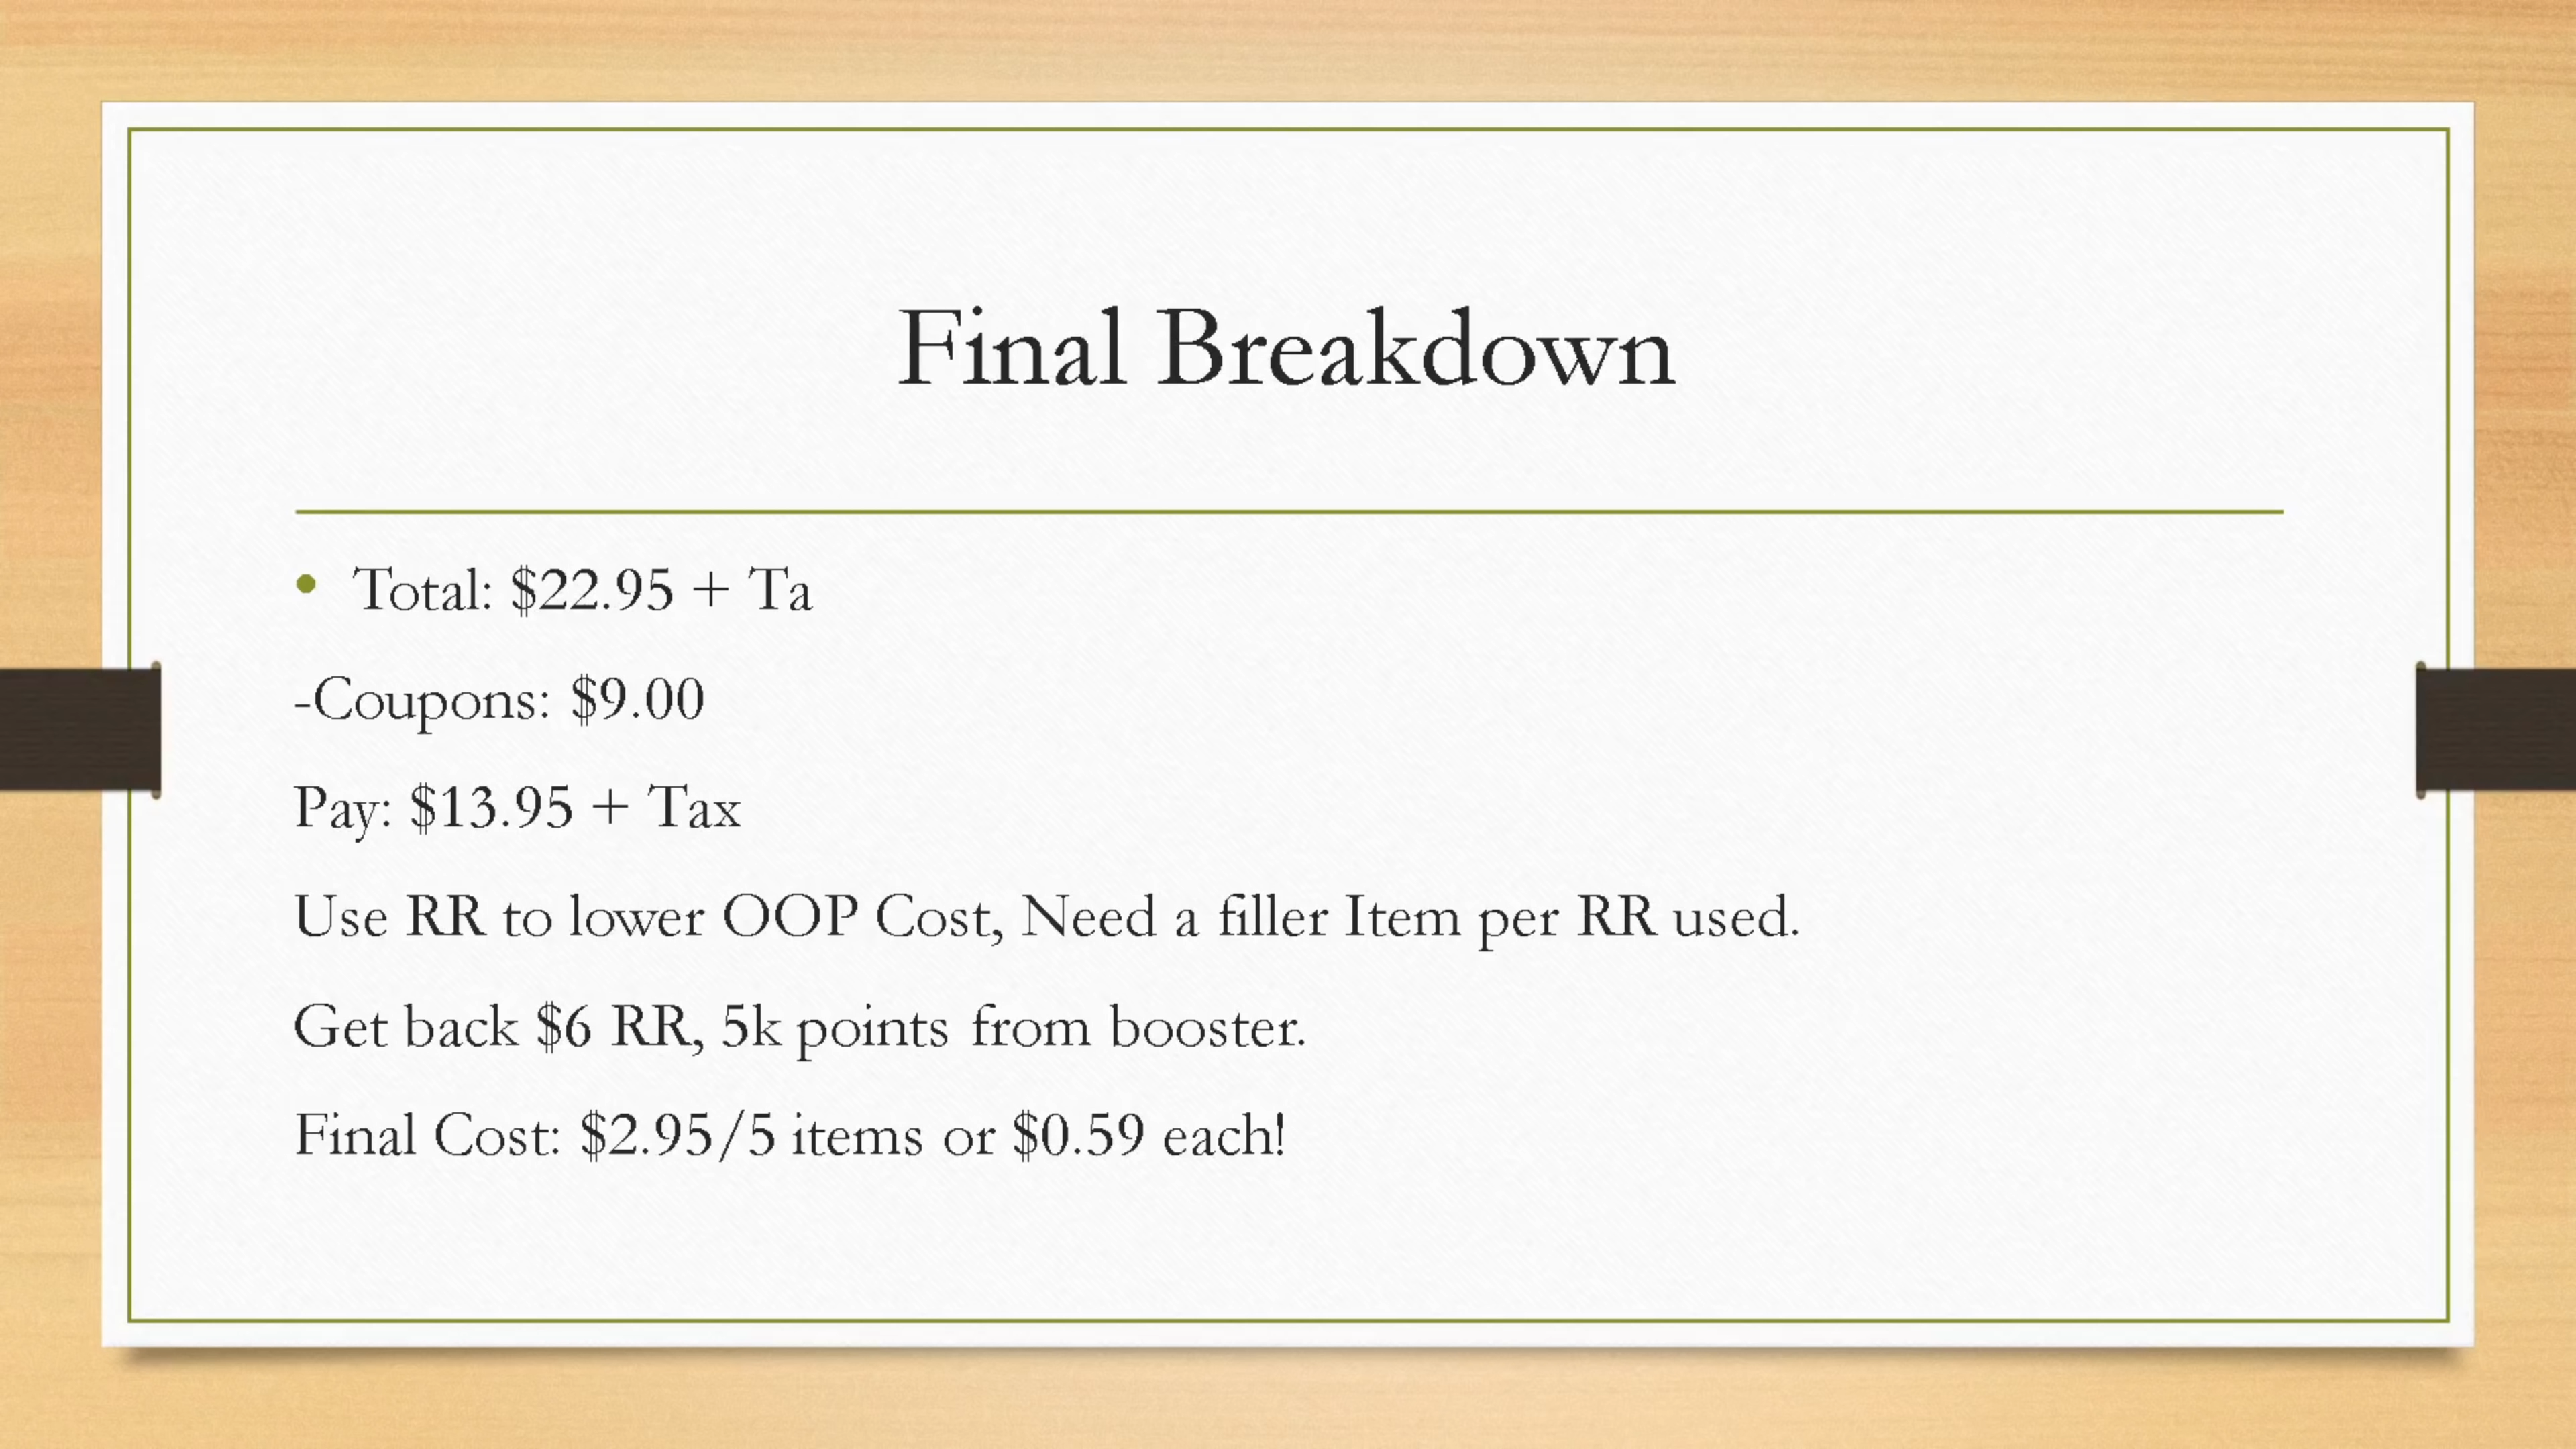 Final Breakdown
• Total: $22.95 + Ta
-Coupons: $9.00
Pay: $13.95 + Tax
Use RR to lower OOP Cost, Need a filler Item per RR used.
Get back $6 RR, 5k points from booster.
Final Cost: $2.95/5 items or $0.59 each!